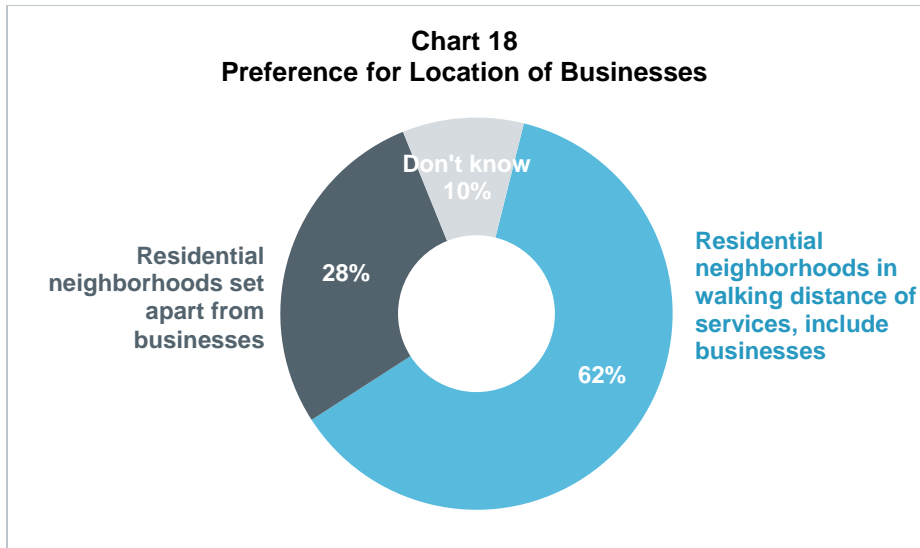 Chart 18
Preference for Location of Businesses
Don't know
10%
Residential
neighborhoods set
apart from
businesses
28%
Residential
neighborhoods in
walking distance of
services, include
businesses
62%